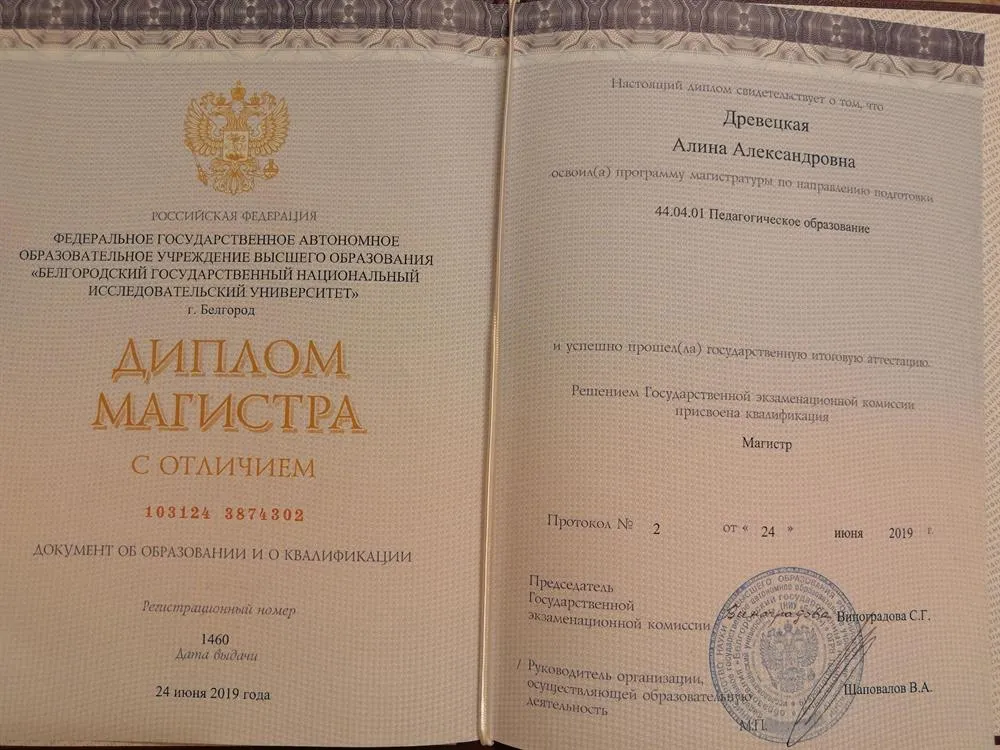 РОССИЙСКАЯ ФЕДЕРАЦИЯ
ФЕДЕРАЛЬНОЕ ГОСУДАРСТВЕННОЕ АВТОНОМНОЕ
ОБРАЗОВАТЕЛЬНОЕ УЧРЕЖДЕНИЕ ВЫСШЕГО ОБРАЗОВАНИЯ
«БЕЛГОРОДСКИЙ ГОСУДАРСТВЕННЫЙ НАЦИОНАЛЬНЫЙ
ИССЛЕДОВАТЕЛЬСКИЙ УНИВЕРСИТЕТ»
г. Белгород
ДИПЛОМ
МАГИСТРА
С ОТЛИЧИЕМ
103124 3874302
ДОКУМЕНТ ОБ ОБРАЗОВАНИИ И О КВАЛИФИКАЦИИ
Регистрационный номер
1460
Дата выдачи
24 июня 2019 года
Настоящий диплом свидетельствует о том, что
Древецкая
Алина Александровна
освоил(а) программу магистратуры по направлению подготовки
44.04.01 Педагогическое образование
и успешно прошел(ла) государственную итоговую аттестацию.
Решением Государственной экзаменационной комиссии
присвоена квалификация
Магистр
Протокол № 2 от « 24 » июня 2019 г.
Председатель
Государственной
экзаменационной комиссии Виноградова С.Г.
/ Руководитель организации,
осуществляющей образовательную Шаповалов В.А.
деятельность
М.П.